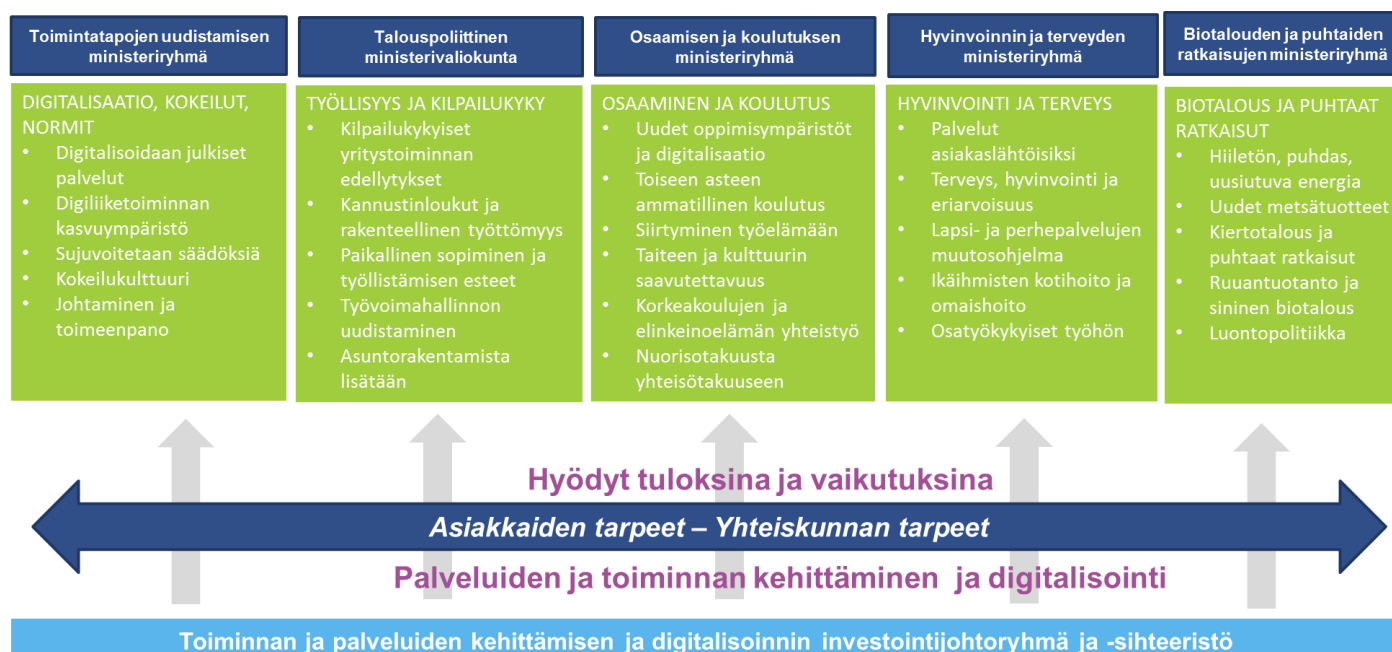 Toimintatapojen uudistamisen
ministeriryhmä
DIGITALISAATIO, KOKEILUT,
NORMIT
• Digitalisoidaan julkiset
palvelut
• Digiliiketoiminnan
kasvuympäristö
• Sujuvoitetaan säädöksiä
• Kokeilukulttuuri
• Johtaminen ja
toimeenpano
Talouspoliittinen
ministerivaliokunta
TYÖLLISYYS JA KILPAILUKYKY
• Kilpailukykyiset
yritystoiminnan
edellytykset
• Kannustinloukut ja
rakenteellinen työttömyys
• Paikallinen sopiminen ja
työllistämisen esteet
• Työvoimahallinnon
uudistaminen
• Asuntorakentamista
lisätään
Osaamisen ja koulutuksen
ministeriryhmä
OSAAMINEN JA KOULUTUS
• Uudet oppimisympäristöt
ja digitalisaatio
• Toiseen asteen
ammatillinen koulutus
• Siirtyminen työelämään
• Taiteen ja kulttuurin
saavutettavuus
• Korkeakoulujen ja
elinkeinoelämän yhteistyö
• Nuorisotakuusta
yhteisötakuuseen
Hyvinvoinnin ja terveyden
ministeriryhmä
HYVINVOINTI JA TERVEYS
• Palvelut
asiakaslähtöisiksi
• Terveys, hyvinvointi ja
eriarvoisuus
• Lapsi- ja perhepalvelujen
muutosohjelma
• Ikäihmisten kotihoito ja
omaishoito
• Osatyökykyiset työhön
Biotalouden ja puhtaiden
ratkaisujen ministeriryhmä
BIOTALOUS JA PUHTAAT
RATKAISUT
• Hiiletön, puhdas,
uusiutuva energia
• Uudet metsätuotteet
• Kiertotalous ja
puhtaat ratkaisut
• Ruuantuotanto ja
sininen biotalous
• Luontopolitiikka
Hyödyt tuloksina ja vaikutuksina
Asiakkaiden tarpeet – Yhteiskunnan tarpeet
Palveluiden ja toiminnan kehittäminen ja digitalisointi
Toiminnan ja palveluiden kehittämisen ja digitalisoinnin investointijohtoryhmä ja -sihteeristö